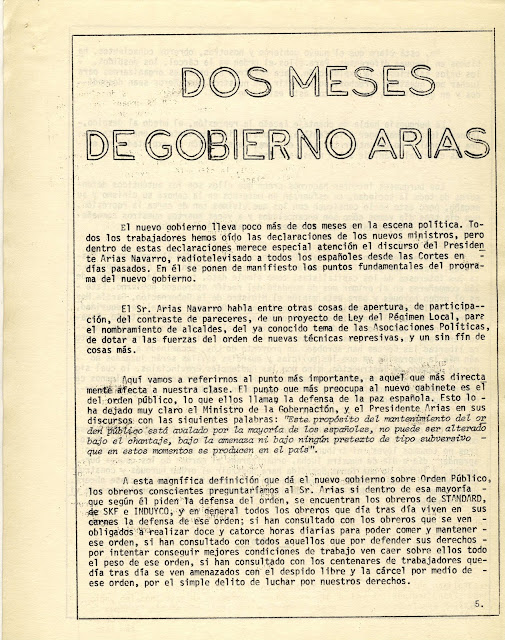 DOS MESES
DE GOBIERNO ARIAS
El nuevo gobierno lleva poco más de dos meses en la escena política. To-
dos los trabajadores hemos oído las declaraciones de los nuevos ministros, pero
dentro de estas declaraciones merece especial atención el discurso del Presiden
te Arias Navarro, radiotelevisado a todos los españoles desde las Cortes en -
días pasados. En él se ponen de manifiesto los puntos fundamentales del progra-
ma del nuevo gobierno.
El Sr. Arias Navarro habla entre otras cosas de apertura, de participa-
ción, del contraste de pareceres, de un proyecto de Ley del Régimen Local, para
el nombramiento de alcaldes, del ya conocido tema de las Asociaciones Políticas,
de dotar a las fuerzas del orden de nuevas técnicas represivas, y un sin fín de
cosas más.
Aquí vamos a referirnos al punto más importante, a aquel que más directa
mente afecta a nuestra clase. El punto que más preocupa al nuevo gabinete es el
del orden público, lo que ellos llaman la defensa de la paz española. Esto lo -
ha dejado muy claro el Ministro de la Gobernación, y el Presidente Arias en sus
discursos con las siguientes palabras: "Este propósito del mantenimiento del or
den público está avalado por la mayoría de los españoles, no puede ser alterado
bajo el chantaje, bajo la amenaza ni bajo ningún pretexto de tipo subversivo -
que en estos momentos se producen en el país".
A esta magnífica definición que dá el nuevo gobierno sobre Orden Público,
los obreros conscientes preguntaríamos al Sr. Arias si dentro de esa mayoría -
que según él piden la defensa del orden, se encuentran los obreros de STANDARD,
de SKF e INDUYCO, y en general todos los obreros que día tras día viven en sus
carnes la defensa de ese orden; si han consultado con los obreros que se ven -
obligados a realizar doce y catorce horas diarias para poder comer y mantener -
ese orden, si han consultado con todos aquellos que por defender sus derechos -
por intentar conseguir mejores condiciones de trabajo ven caer sobre ellos todo
el peso de ese orden, si han consultado con los centenares de trabajadores que-
día tras día se ven amenazados con el despido libre y la cárcel por medio de -
ese orden, por el simple delito de luchar por nuestros derechos.
5.